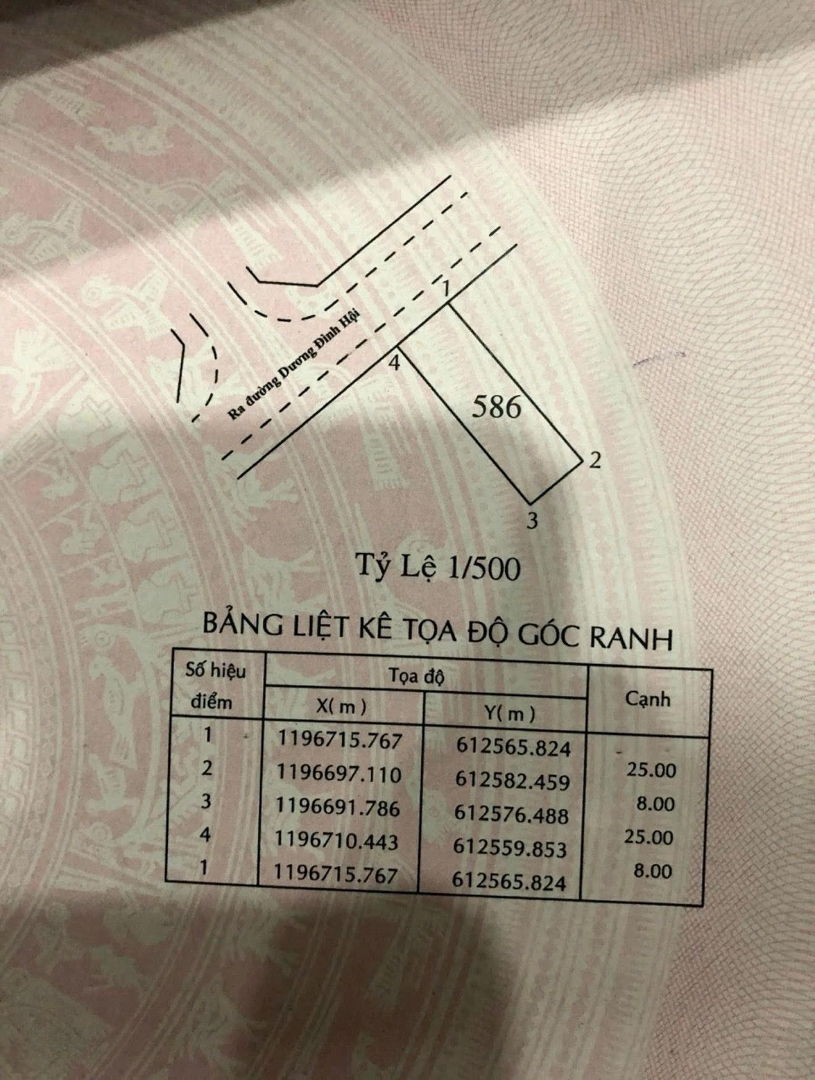 1
Ra đường Dương Đình Hội
4
586
2
3
Tỷ Lệ 1/500
BẢNG LIỆT KÊ TỌA ĐỘ GÓC RANH
Số hiệu điểm Tọa độ Cạnh
X( m ) Y( m )
1 1196715.767 612565.824
25.00
2 1196697.110 612582.459
8.00
3 1196691.786 612576.488
25.00
4 1196710.443 612559.853
8.00
1 1196715.767 612565.824